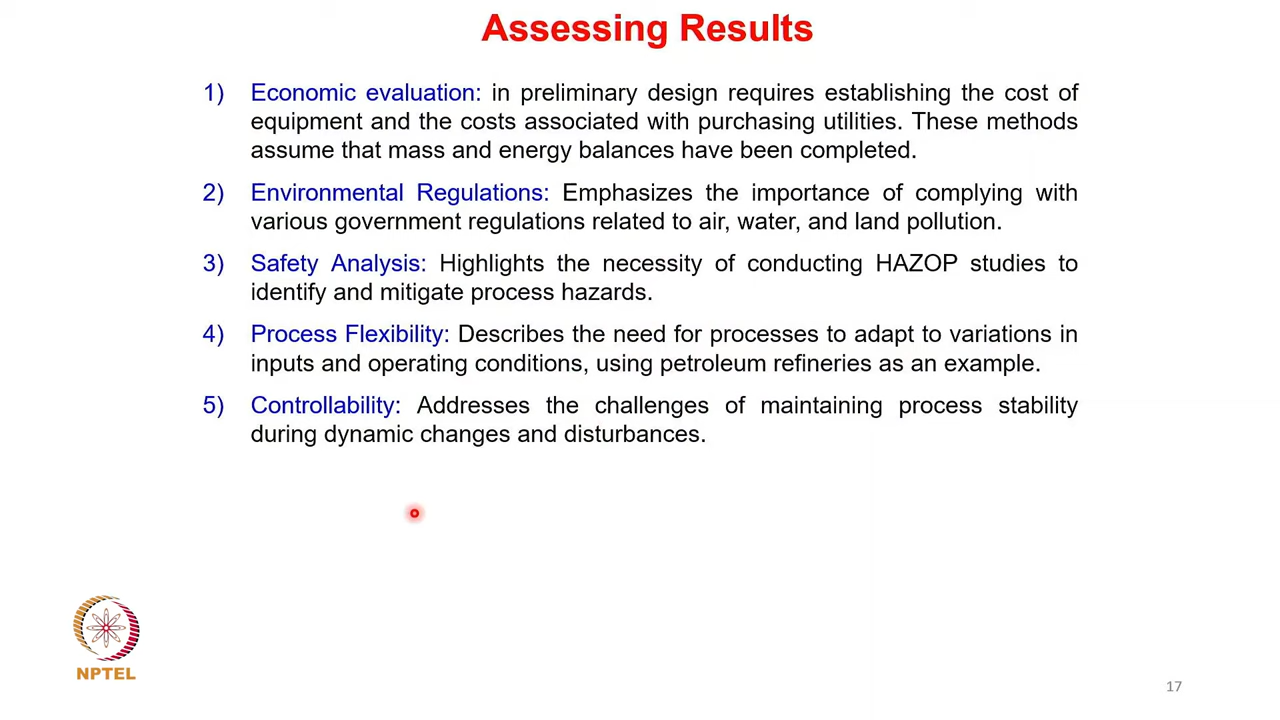 Assessing Results
1) Economic evaluation: in preliminary design requires establishing the cost of
equipment and the costs associated with purchasing utilities. These methods
assume that mass and energy balances have been completed.
2) Environmental Regulations: Emphasizes the importance of complying with
various government regulations related to air, water, and land pollution.
3) Safety Analysis: Highlights the necessity of conducting HAZOP studies to
identify and mitigate process hazards.
4) Process Flexibility: Describes the need for processes to adapt to variations in
inputs and operating conditions, using petroleum refineries as an example.
5) Controllability: Addresses the challenges of maintaining process stability
during dynamic changes and disturbances.
NPTEL
17